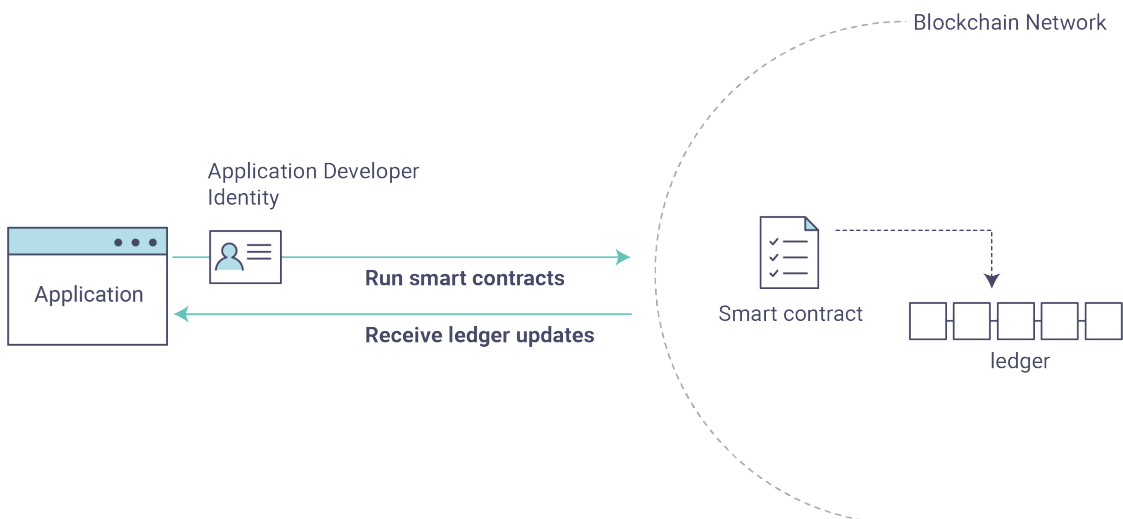 Blockchain Network
Application Developer
Identity
Application
Run smart contracts
Receive ledger updates
Smart contract
ledger